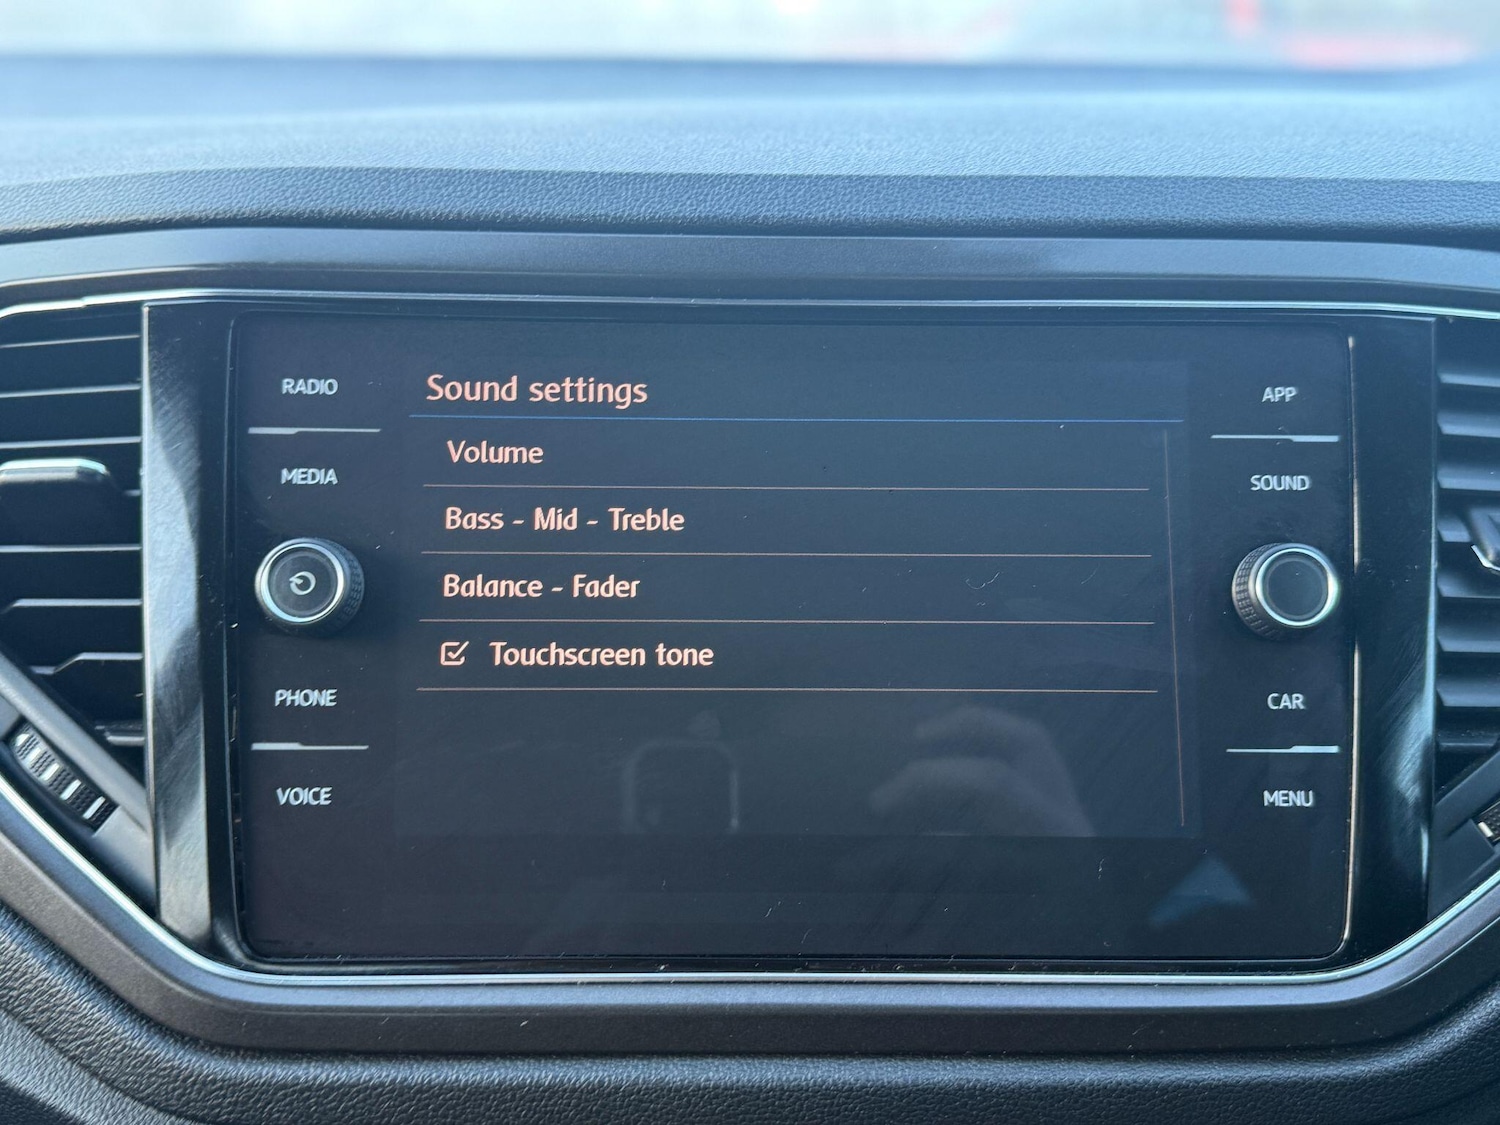 RADIO
MEDIA
PHONE
VOICE
Sound settings
Volume
Bass - Mid - Treble
Balance - Fader
Touchscreen tone
APP
SOUND
CAR
MENU